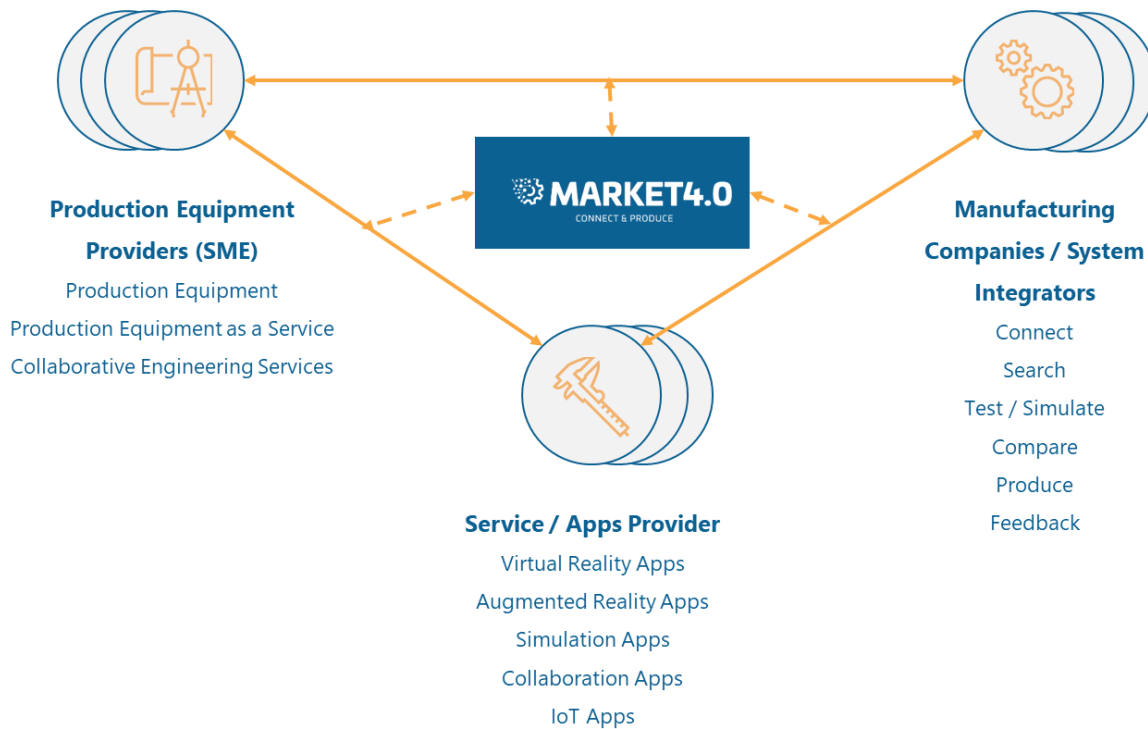 MARKET4.0
CONNECT & PRODUCE
Production Equipment
Providers (SME)
Production Equipment
Production Equipment as a Service
Collaborative Engineering Services
Manufacturing
Companies / System
Integrators
Connect
Search
Test / Simulate
Compare
Produce
Feedback
Service / Apps Provider
Virtual Reality Apps
Augmented Reality Apps
Simulation Apps
Collaboration Apps
IoT Apps